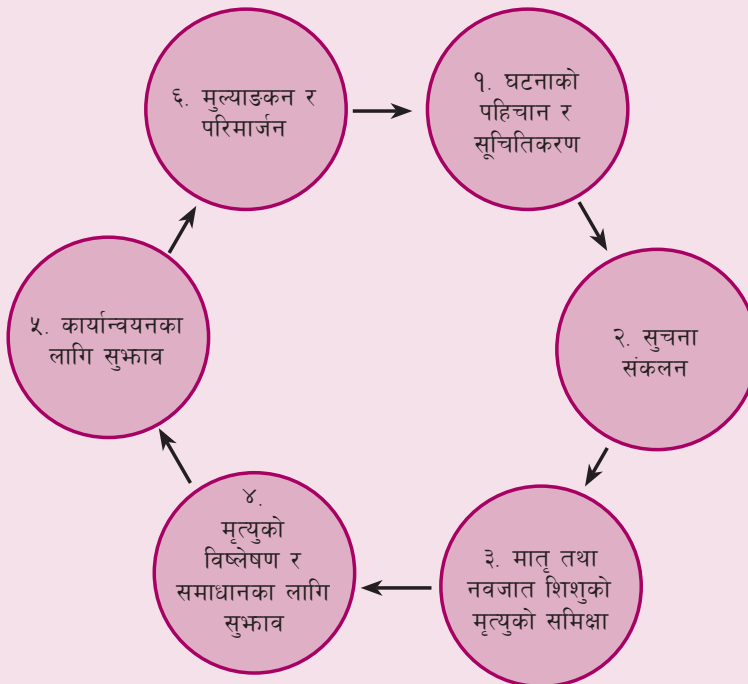 १. घटनाको
पहिचान र
सूचितिकरण
२. सुचना
संकलन
३. मातृ तथा
नवजात शिशुको
मृत्युको समिक्षा
४.
मृत्युको
विष्लेषण र
समाधानका लागि
सुझाव
५. कार्यान्वयनका
लागि सुझाव
६. मुल्याङकन र
परिमार्जन